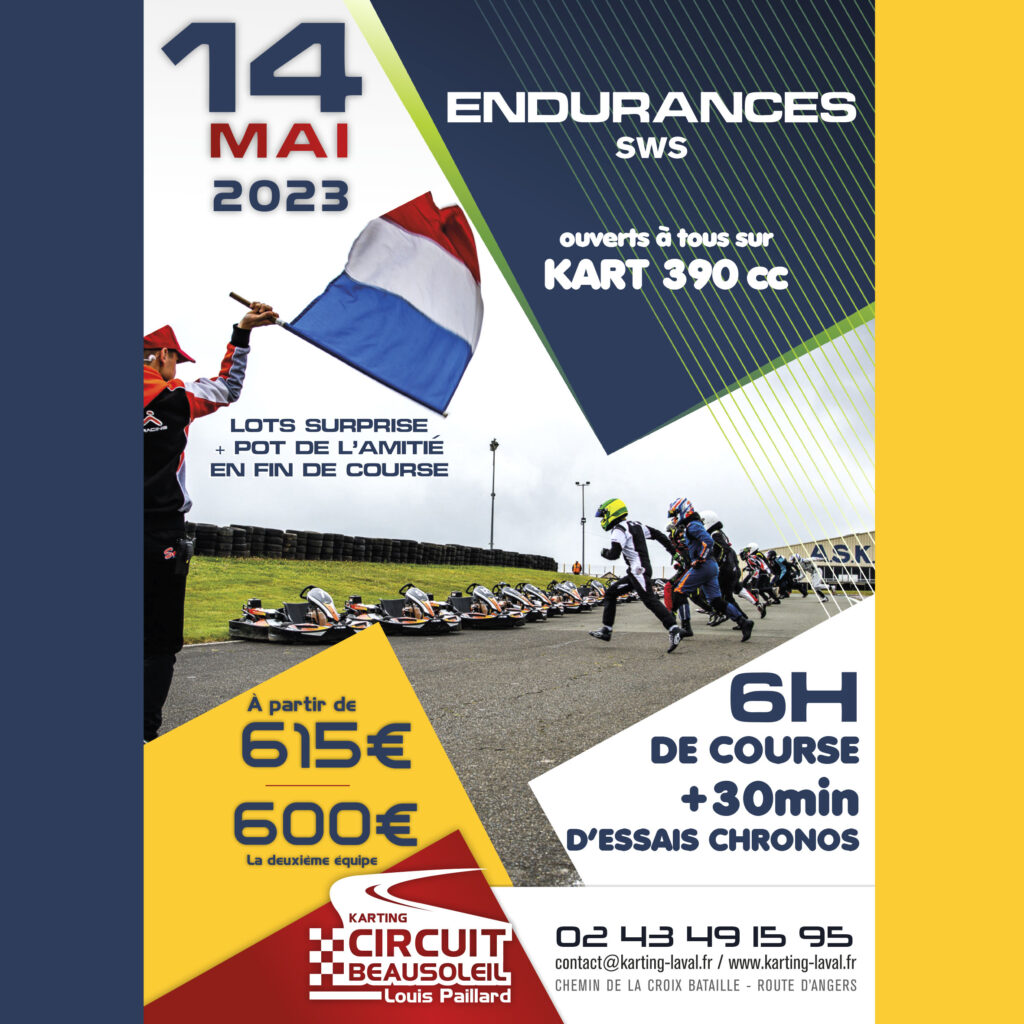 14
MAI
2023
ENDURANCES
SWS
ouverts à tous sur
KART 390 cc
LOTS SURPRISE
+ POT DE L'AMITIÉ
EN FIN DE COURSE
A.S.K
6H
DE COURSE
+30min
D'ESSAIS CHRONOS
À partir de
615€
600€
La deuxième équipe
KARTING
CIRCUIT
BEAUSOLEIL
Louis Paillard
02 43 49 15 95
contact@karting-laval.fr / www.karting-laval.fr
CHEMIN DE LA CROIX BATAILLE - ROUTE D'ANGERS